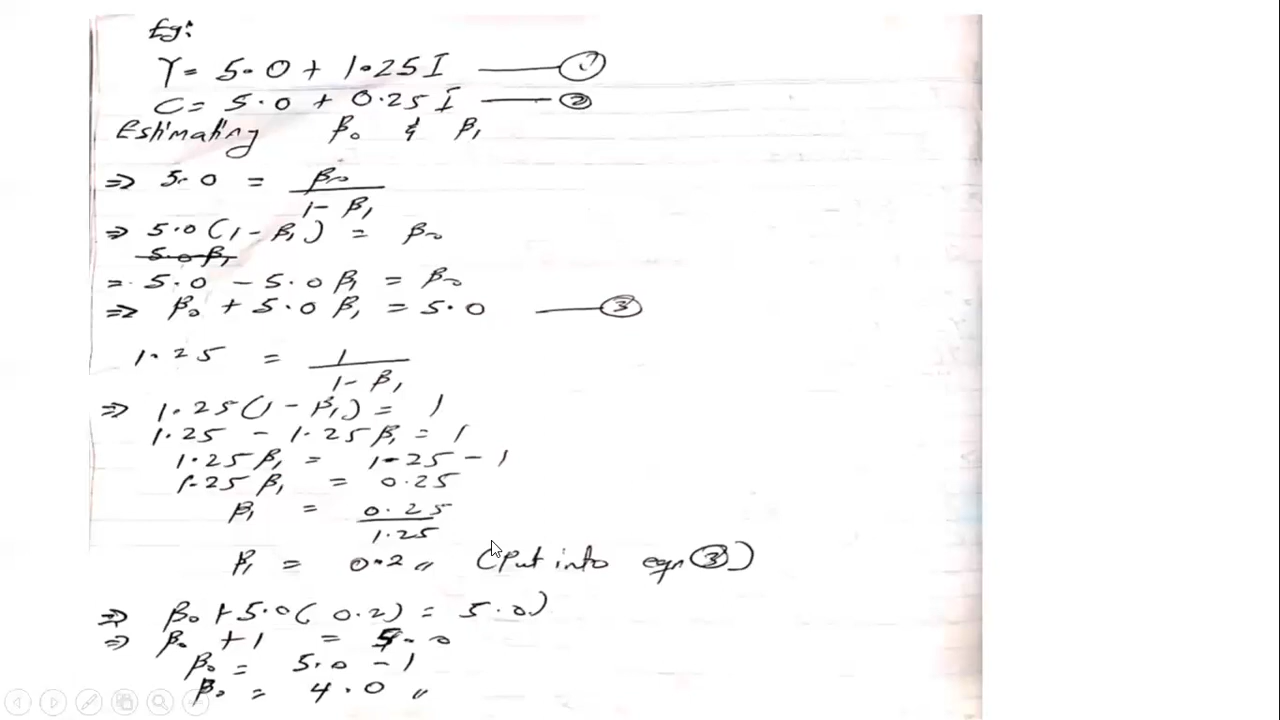 Eg:
Y = 5.0 + 1.25 I —— ①
C = 5.0 + 0.25 I —— ②
Estimating β₀ & β₁
⇒ 5.0 = β₀ / (1 - β₁)
⇒ 5.0 (1 - β₁) = β₀
5.0 β₁
= 5.0 - 5.0 β₁ = β₀
⇒ β₀ + 5.0 β₁ = 5.0 —— ③
1.25 = 1 / (1 - β₁)
⇒ 1.25 (1 - β₁) = 1
1.25 - 1.25 β₁ = 1
1.25 β₁ = 1.25 - 1
1.25 β₁ = 0.25
β₁ = 0.25 / 1.25
β₁ = 0.2 〃 (Put into eqn ③)
⇒ β₀ + 5.0 ( 0.2) = 5.0)
⇒ β₀ + 1 = 5.0
β₀ = 5.0 - 1
β₀ = 4.0 〃